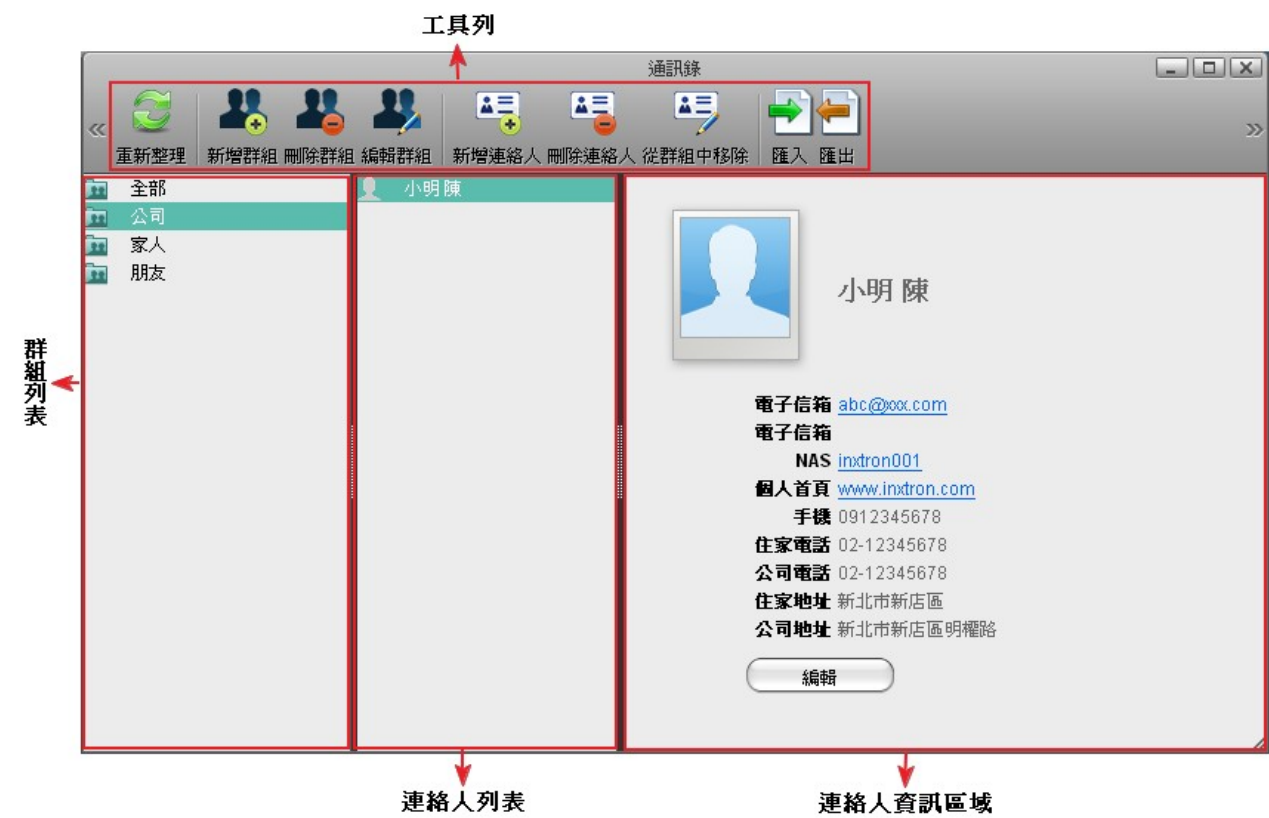 工具列
通訊錄
重新整理 新增群組 刪除群組 編輯群組 新增連絡人 刪除連絡人 從群組中移除 匯入 匯出
全部
公司
家人
朋友
小明 陳
小明 陳
電子信箱 abc@xxx.com
電子信箱
NAS inxtron001
個人首頁 www.inxtron.com
手機 0912345678
住家電話 02-12345678
公司電話 02-12345678
住家地址 新北市新店區
公司地址 新北市新店區明權路
編輯
群組列表
連絡人列表
連絡人資訊區域